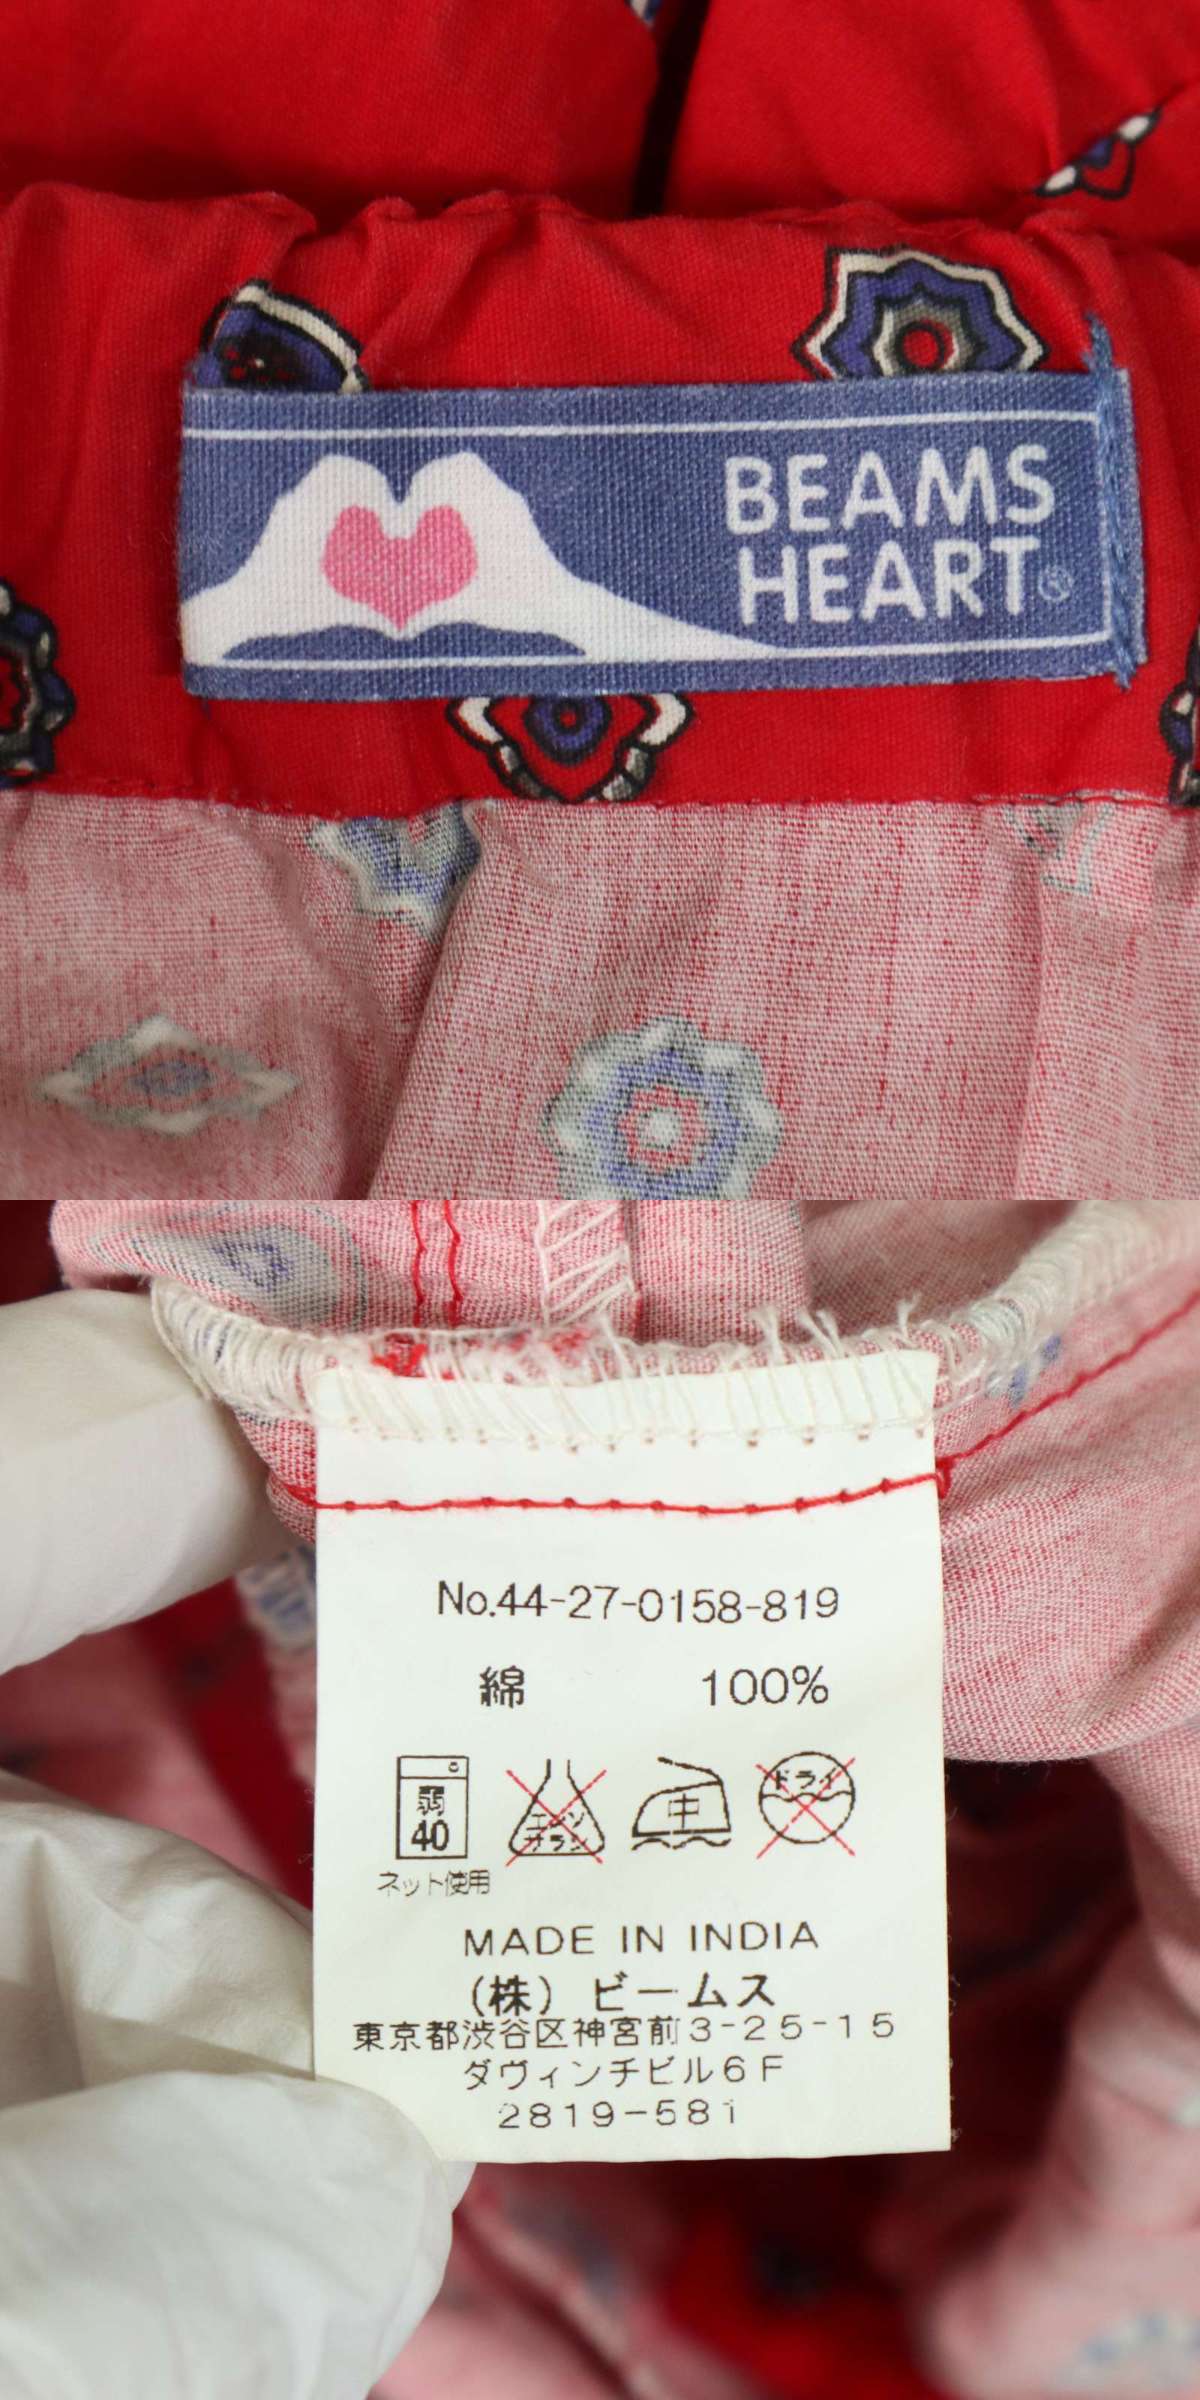 BEAMS
HEART®
No.44-27-0158-819
綿 100%
弱
40
エンソ
サラシ
中
ドライ
ネット使用
MADE IN INDIA
(株) ビームス
東京都渋谷区神宮前3-25-15
ダヴィンチビル6F
2819-581